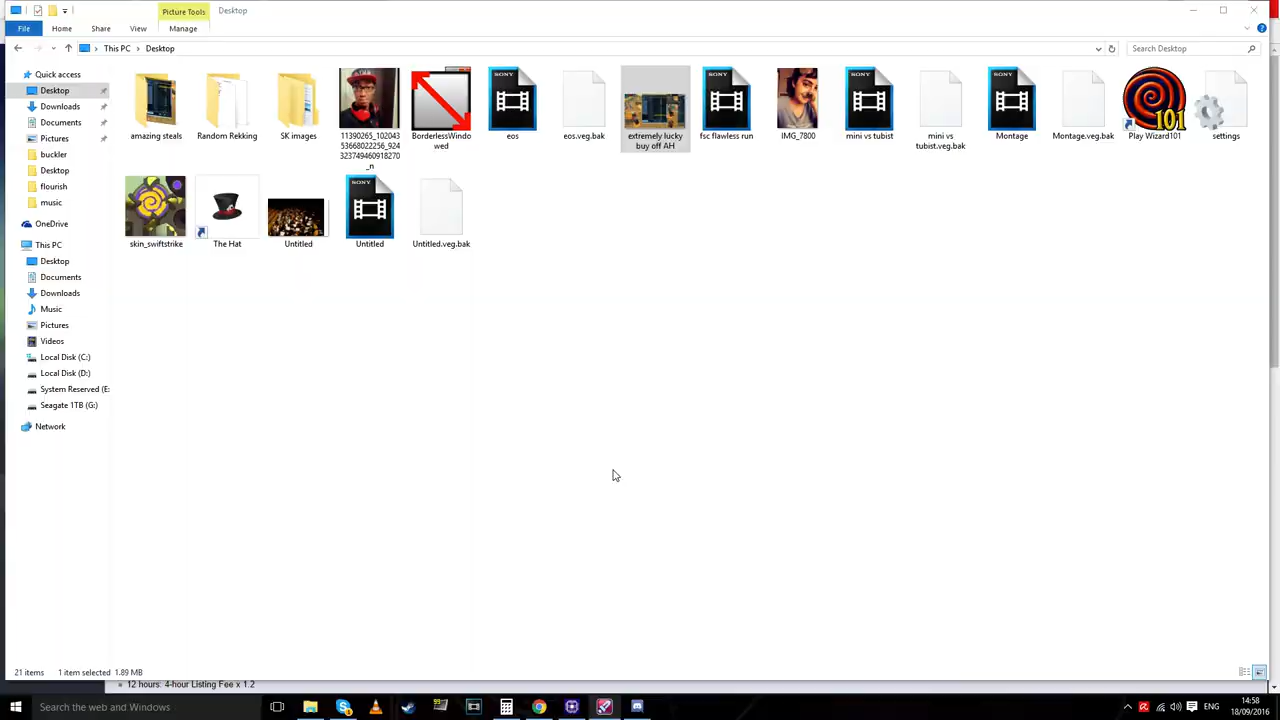 Picture Tools
Desktop
File
Home
Share
View
Manage
This PC
Desktop
Search Desktop
Quick access
Desktop
Downloads
Documents
Pictures
buckler
Desktop
flourish
music
OneDrive
This PC
Desktop
Documents
Downloads
Music
Pictures
Videos
Local Disk (C:)
Local Disk (D:)
System Reserved (E:
Seagate 1TB (G:)
Network
amazing steals
Random Rekking
SK images
11390265_102043
53668022256_924
323749460918270
_n
BorderlessWindo
wed
SONY
eos
eos.veg.bak
extremely lucky
buy off AH
SONY
fsc flawless run
IMG_7800
SONY
mini vs tubist
mini vs
tubist.veg.bak
SONY
Montage
Montage.veg.bak
101
Play Wizard101
settings
skin_swiftstrike
The Hat
Untitled
SONY
Untitled
Untitled.veg.bak
21 items
1 item selected 1.89 MB
12 hours: 4-hour Listing Fee x 1.2
Search the web and Windows
ENG
14:58
18/09/2016